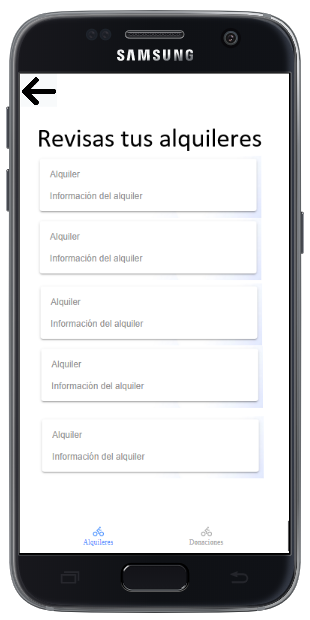 SAMSUNG
Revisas tus alquileres
Alquiler
Información del alquiler
Alquiler
Información del alquiler
Alquiler
Información del alquiler
Alquiler
Información del alquiler
Alquiler
Información del alquiler
Alquileres
Donaciones